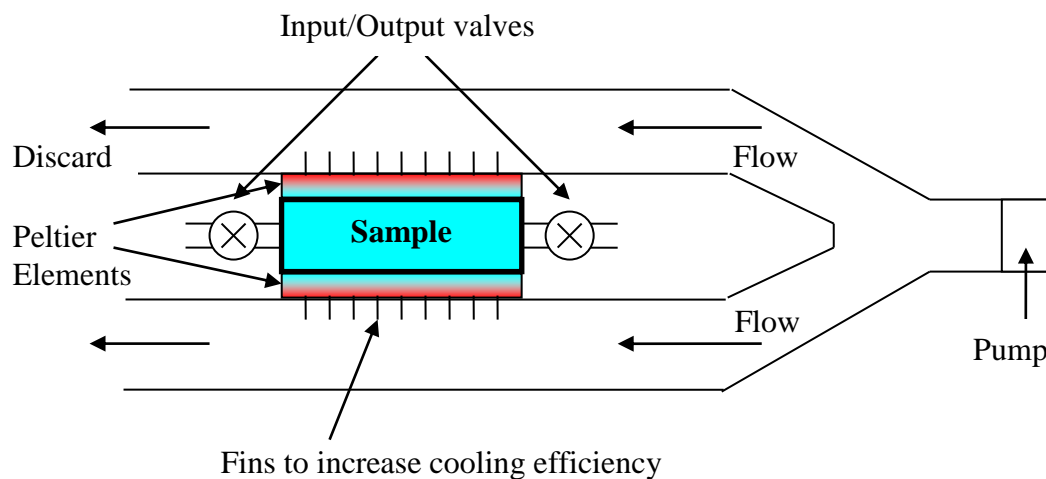 Input/Output valves
Discard
Flow
Peltier
Elements
Sample
Flow
Pump
Fins to increase cooling efficiency